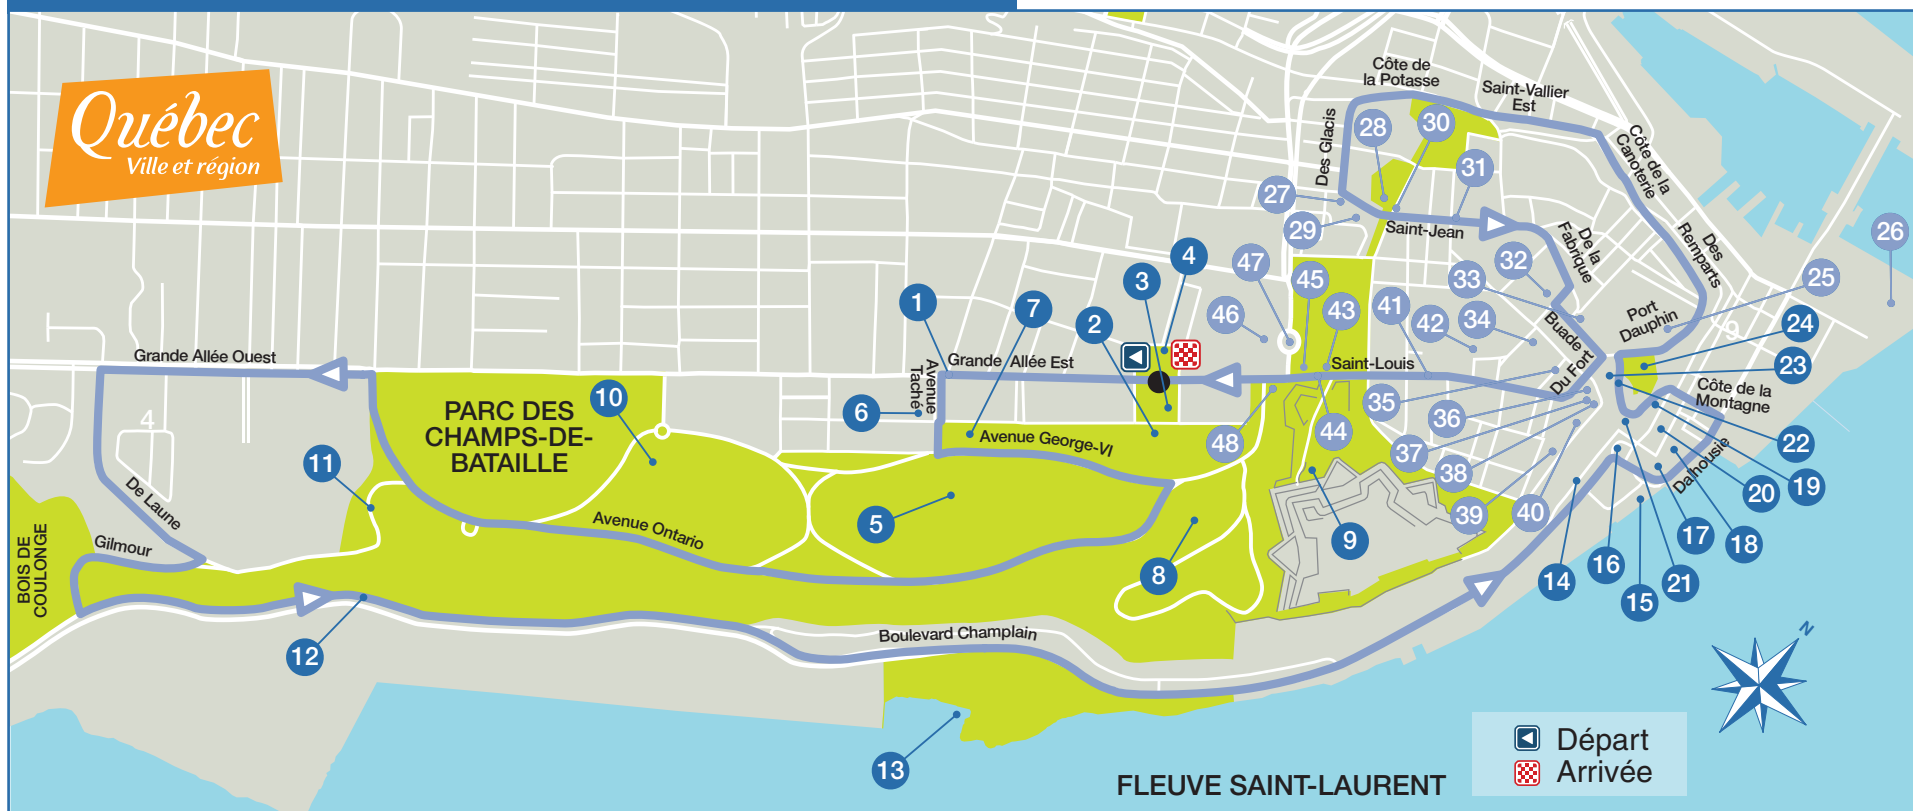 Québec
Ville et région
Côte de
la Potasse
Saint-Vallier
Est
Des Glacis
28
30
31
27
29
Saint-Jean
Côte de la
Canoterie
Des
Remparts
De la
Fabrique
26
32
33
25
Port
Dauphin
24
9
23
Buade
Du Fort
Côte de la
Montagne
22
4
3
47
45
43
41
42
34
46
1
7
2
Grande Allée Ouest
Grande Allée Est
Saint-Louis
Avenue
Taché
6
10
PARC DES
CHAMPS-DE-
BATAILLE
4
35
36
37
38
39
40
48
44
Avenue George-VI
11
De Laune
Gilmour
BOIS DE
COULONGE
Avenue Ontario
5
8
9
Dalhousie
19
20
18
17
21
16
15
14
12
Boulevard Champlain
13
N
FLEUVE SAINT-LAURENT
Départ
Arrivée